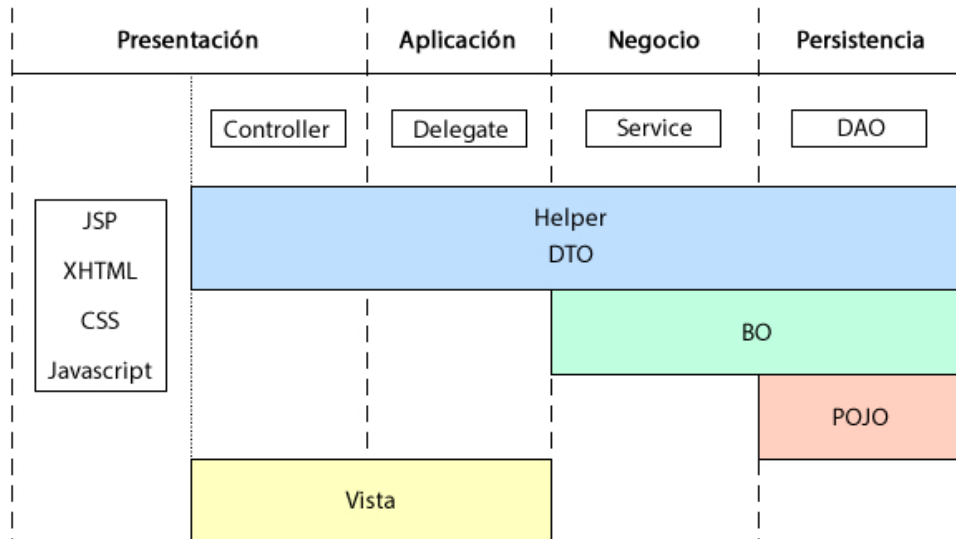 Presentación
Aplicación
Negocio
Persistencia
Controller
Delegate
Service
DAO
JSP
XHTML
CSS
Javascript
Helper
DTO
BO
POJO
Vista